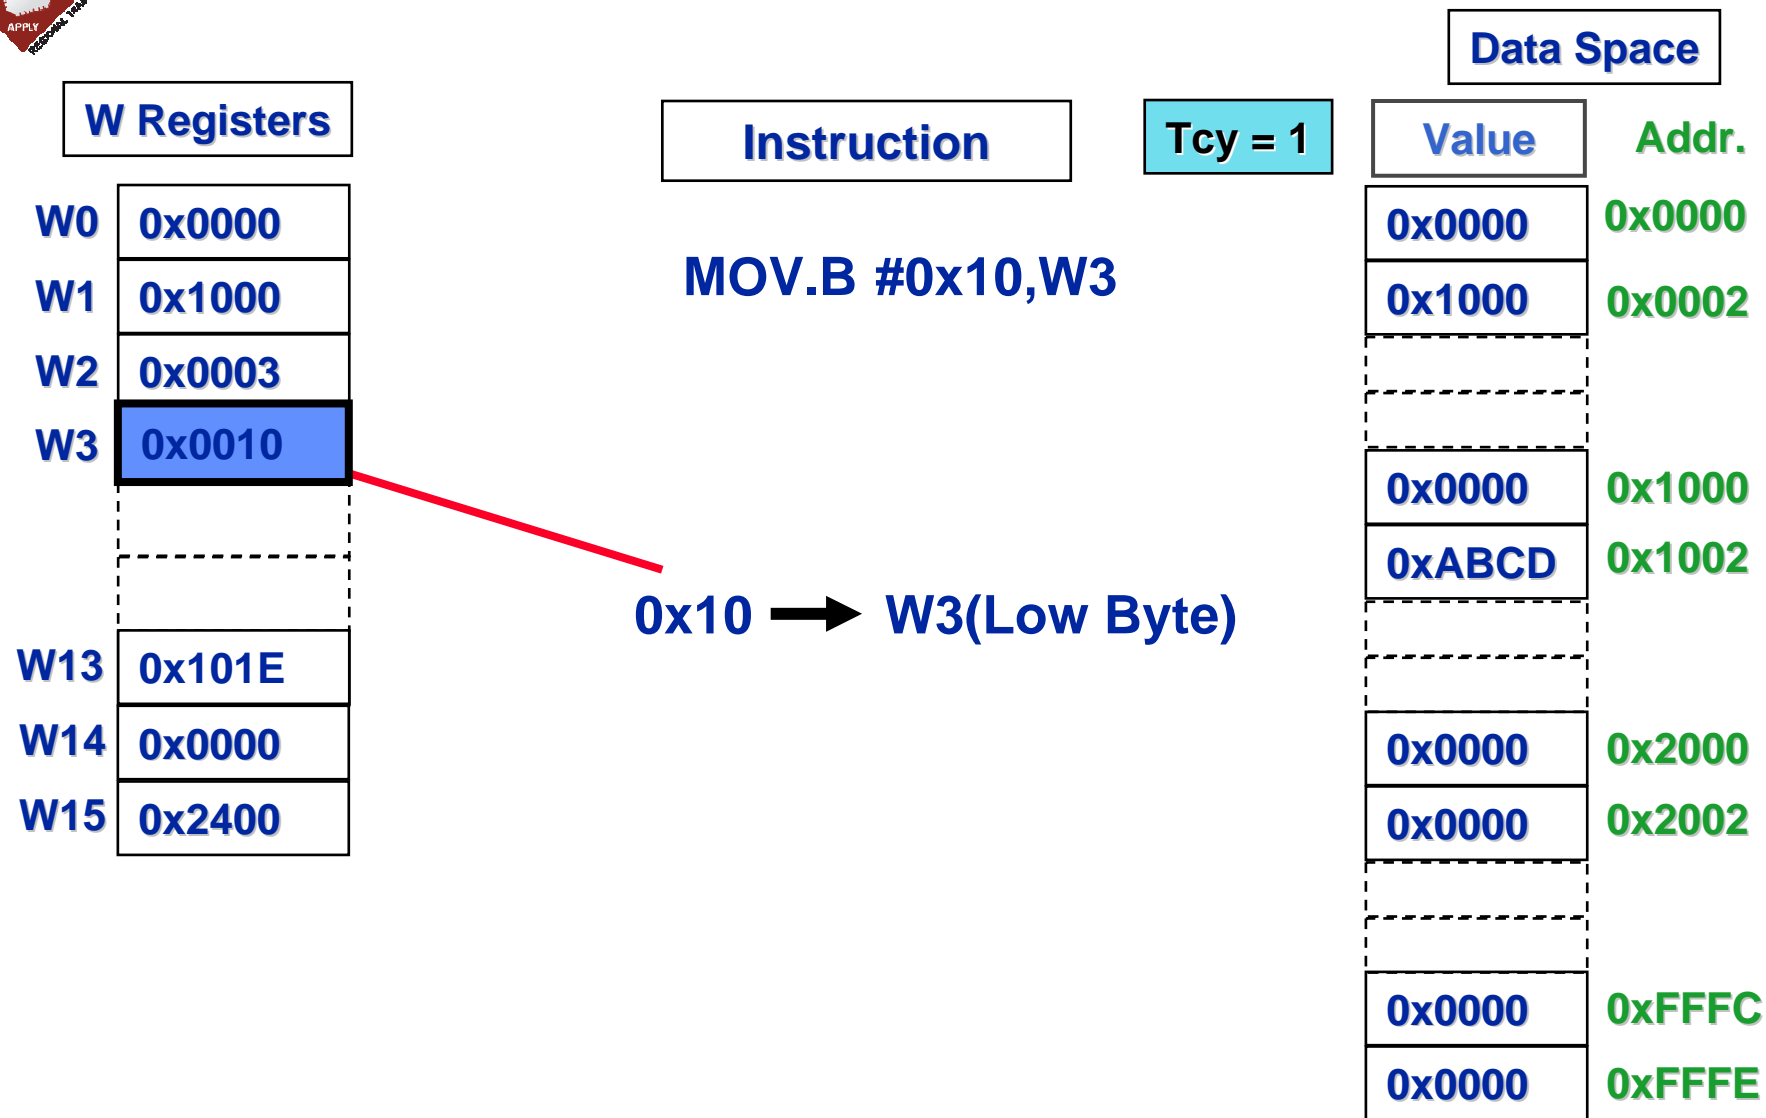 APPLY
REGIONAL TRAI
Data Space
W Registers
Instruction
Tcy = 1
Value
Addr.
W0 0x0000
W1 0x1000
W2 0x0003
W3 0x0010
W13 0x101E
W14 0x0000
W15 0x2400
MOV.B #0x10,W3
0x10 W3(Low Byte)
0x0000 0x0000
0x1000 0x0002
0x0000 0x1000
0xABCD 0x1002
0x0000 0x2000
0x0000 0x2002
0x0000 0xFFFC
0x0000 0xFFFE